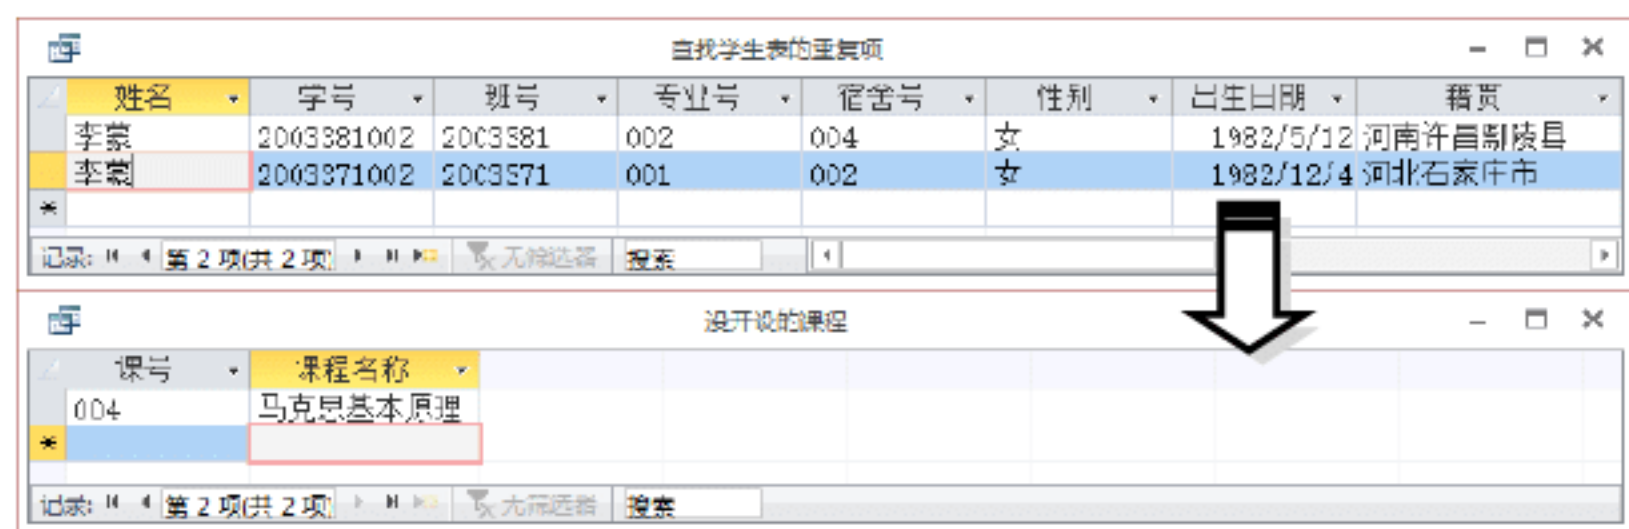 查找学生表的重复项
姓名 学号 班号 专业号 宿舍号 性别 出生日期 籍贯
李蒙 2003381002 2003381 002 004 女 1982/5/12 河南许昌鄢陵县
李蒙 2003371002 2003371 001 002 女 1982/12/4 河北石家庄市
记录: 第 2 项(共 2 项) 无筛选器 搜索
没开设的课程
课号 课程名称
004 马克思基本原理
记录: 第 2 项(共 2 项) 无筛选器 搜索